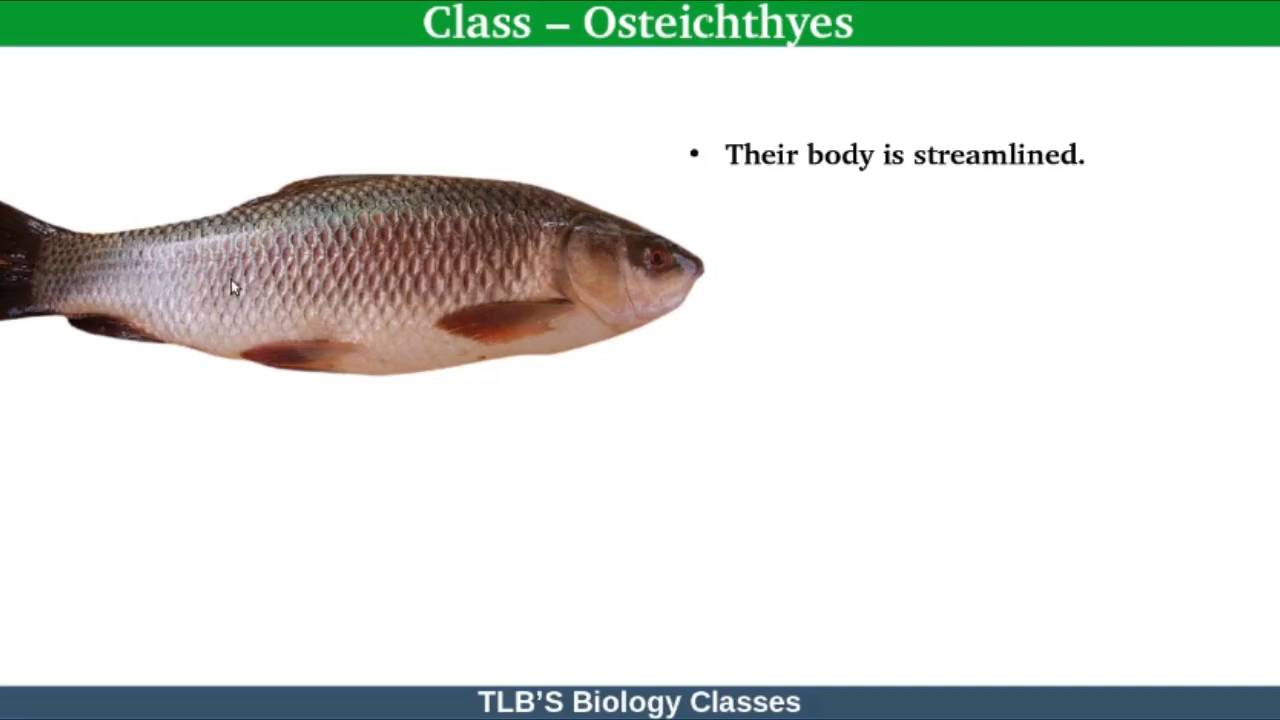 Class – Osteichthyes
• Their body is streamlined.
TLB’S Biology Classes